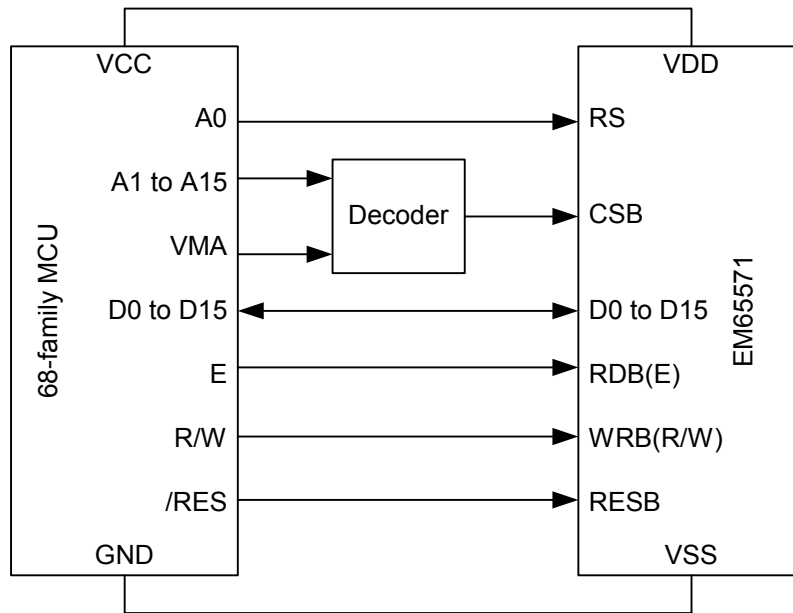 VCC
VDD
A0
RS
A1 to A15
Decoder
CSB
VMA
68-family MCU
D0 to D15
D0 to D15
EM65571
E
RDB(E)
R/W
WRB(R/W)
/RES
RESB
GND
VSS